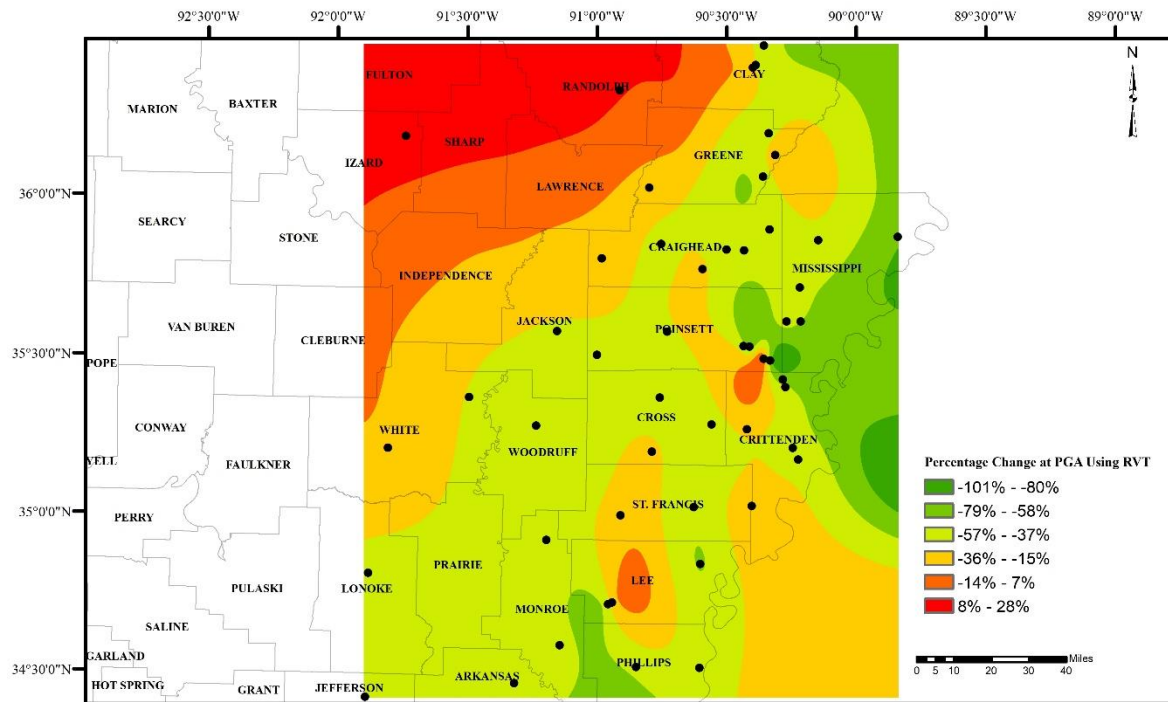 92°30'0"W 92°0'0"W 91°30'0"W 91°0'0"W 90°30'0"W 90°0'0"W 89°30'0"W 89°0'0"W
N
FULTON
RANDOLPH
CLAY
MARION
BAXTER
SHARP
IZARD
GREENE
36°0'0"N
LAWRENCE
SEARCY
STONE
CRAIGHEAD
MISSISSIPPI
INDEPENDENCE
JACKSON
POINSETT
VAN BUREN
CLEBURNE
35°30'0"N
POPE
CONWAY
WHITE
CROSS
CRITTENDEN
WOODRUFF
YELL
FAULKNER
Percentage Change at PGA Using RVT
-101% - -80%
-79% - -58%
-57% - -37%
-36% - -15%
-14% - 7%
8% - 28%
35°0'0"N
PERRY
ST. FRANCIS
PRAIRIE
LEE
PULASKI
LONOKE
MONROE
SALINE
34°30'0"N
GARLAND
PHILLIPS
HOT SPRING
GRANT
JEFFERSON
ARKANSAS
Miles
0 5 10 20 30 40